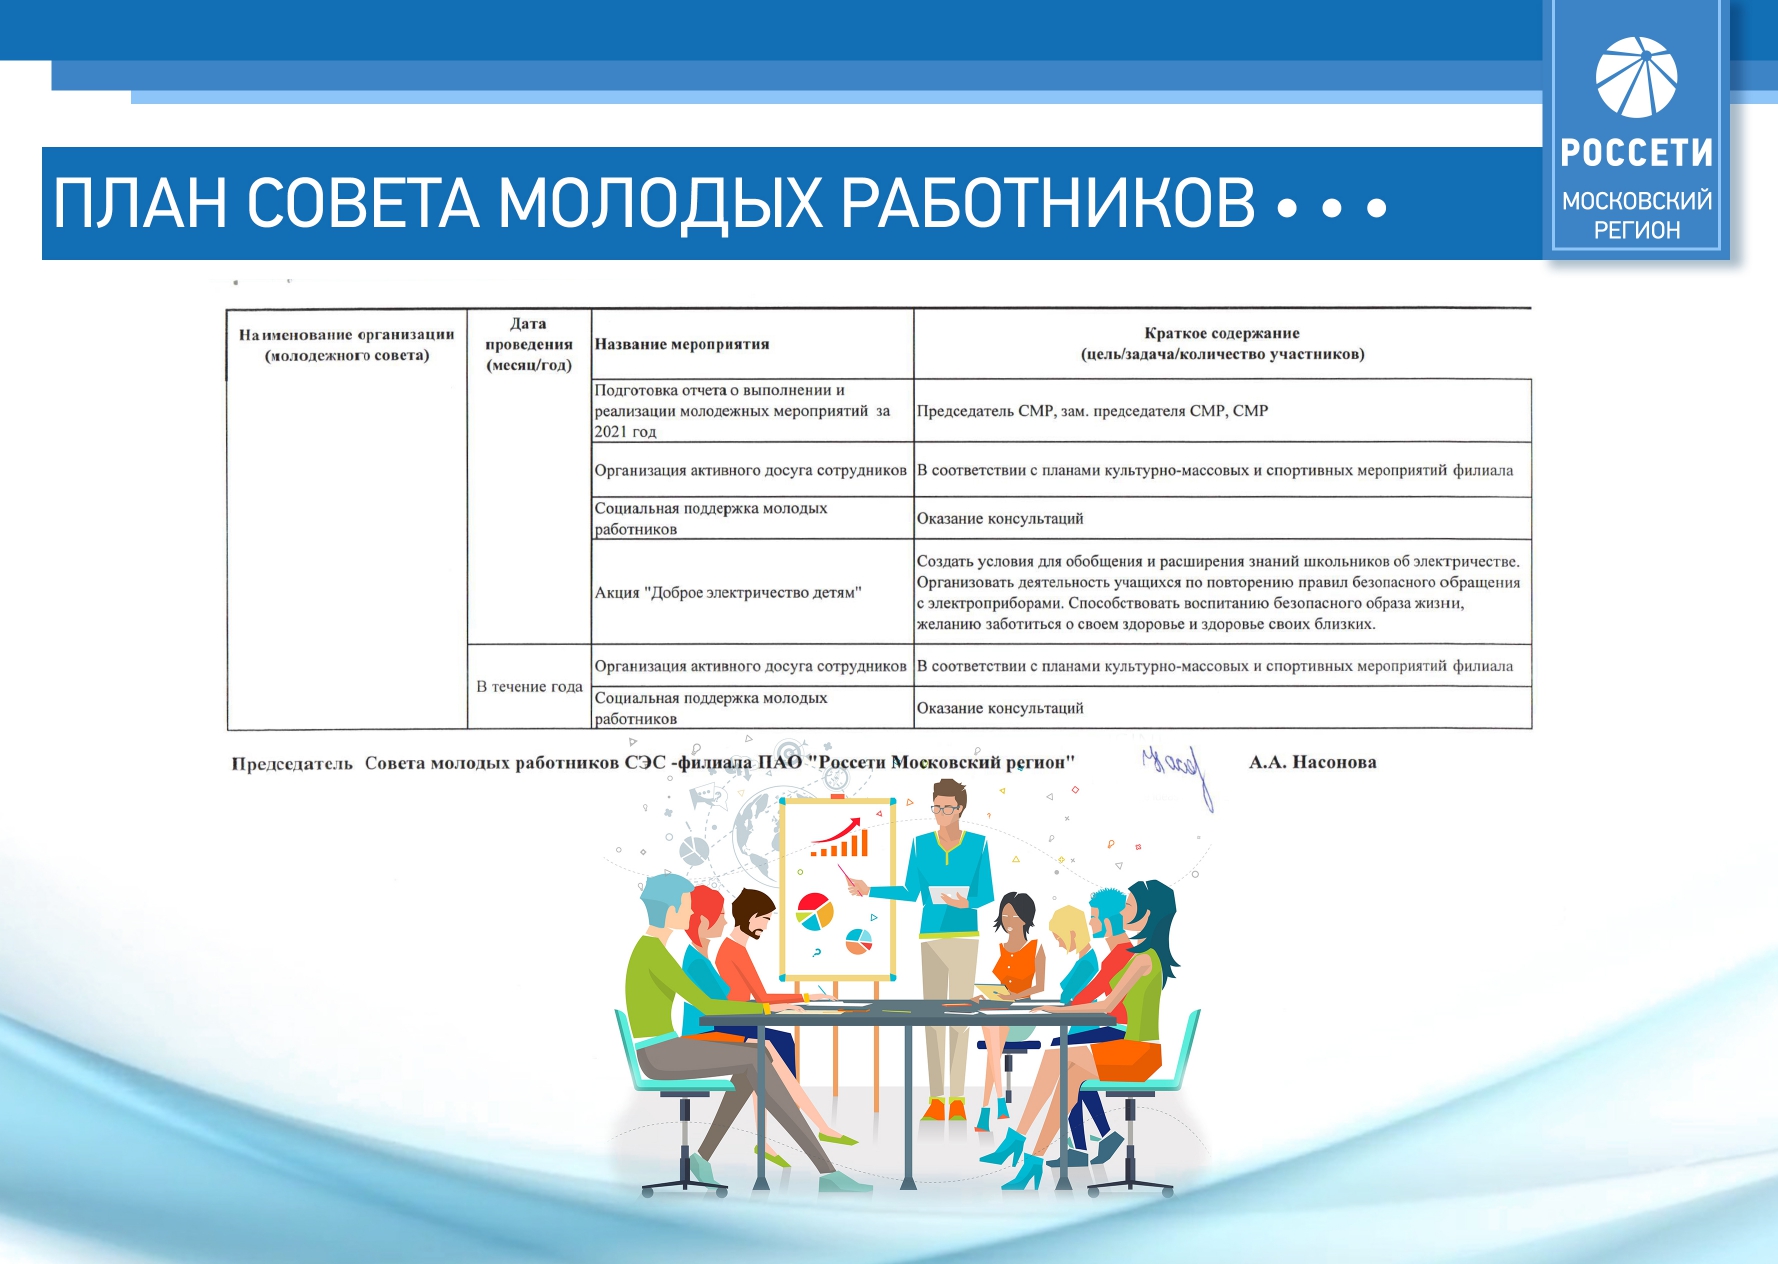 РОССЕТИ
МОСКОВСКИЙ
РЕГИОН
ПЛАН СОВЕТА МОЛОДЫХ РАБОТНИКОВ • • •
Наименование организации
(молодежного совета)
Дата
проведения
(месяц/год)
Название мероприятия
Краткое содержание
(цель/задача/количество участников)
Подготовка отчета о выполнении и
реализации молодежных мероприятий за
2021 год
Председатель СМР, зам. председателя СМР, СМР
Организация активного досуга сотрудников
В соответствии с планами культурно-массовых и спортивных мероприятий филиала
Социальная поддержка молодых
работников
Оказание консультаций
Акция "Доброе электричество детям"
Создать условия для обобщения и расширения знаний школьников об электричестве.
Организовать деятельность учащихся по повторению правил безопасного обращения
с электроприборами. Способствовать воспитанию безопасного образа жизни,
желанию заботиться о своем здоровье и здоровье своих близких.
В течение года
Организация активного досуга сотрудников
В соответствии с планами культурно-массовых и спортивных мероприятий филиала
Социальная поддержка молодых
работников
Оказание консультаций
Председатель Совета молодых работников СЭС -филиала ПАО "Россети Московский регион"
А.А. Насонова